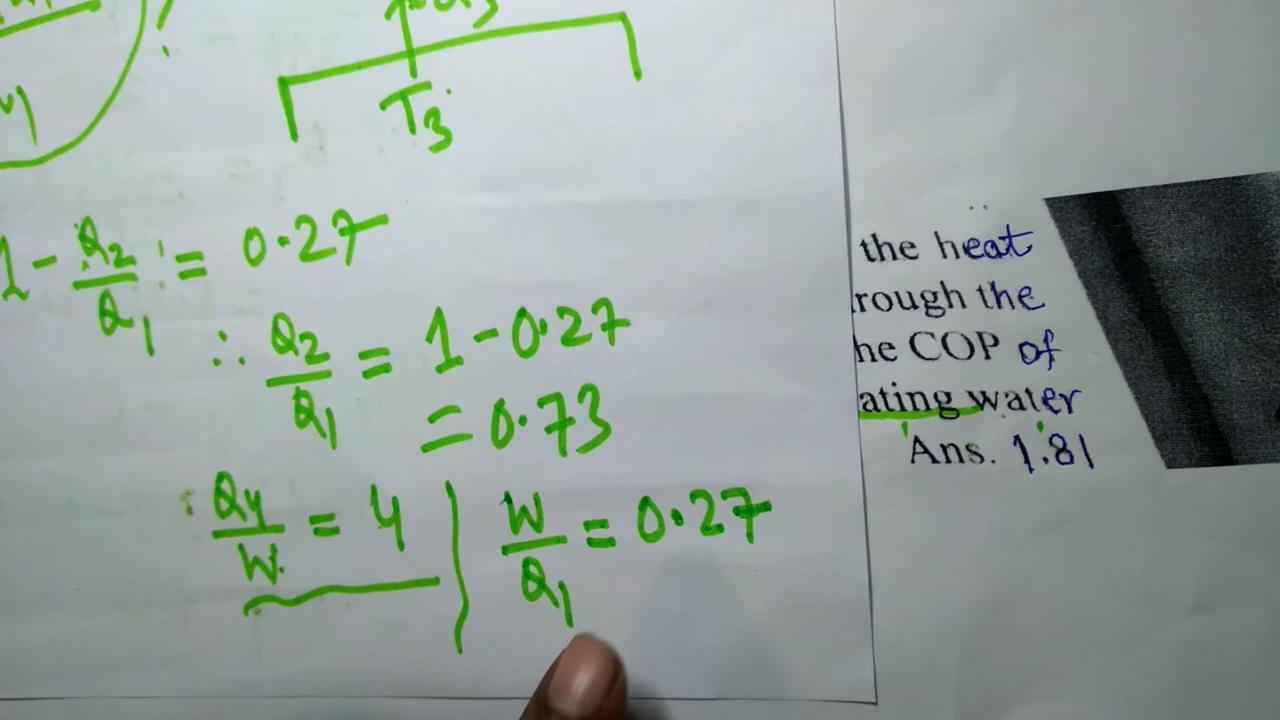 T3
1 - Q2/Q1 = 0.27
∴ Q2/Q1 = 1 - 0.27
= 0.73
Q4/W = 4 | W/Q1 = 0.27
the heat
rough the
he COP of
ating water
Ans. 1.81